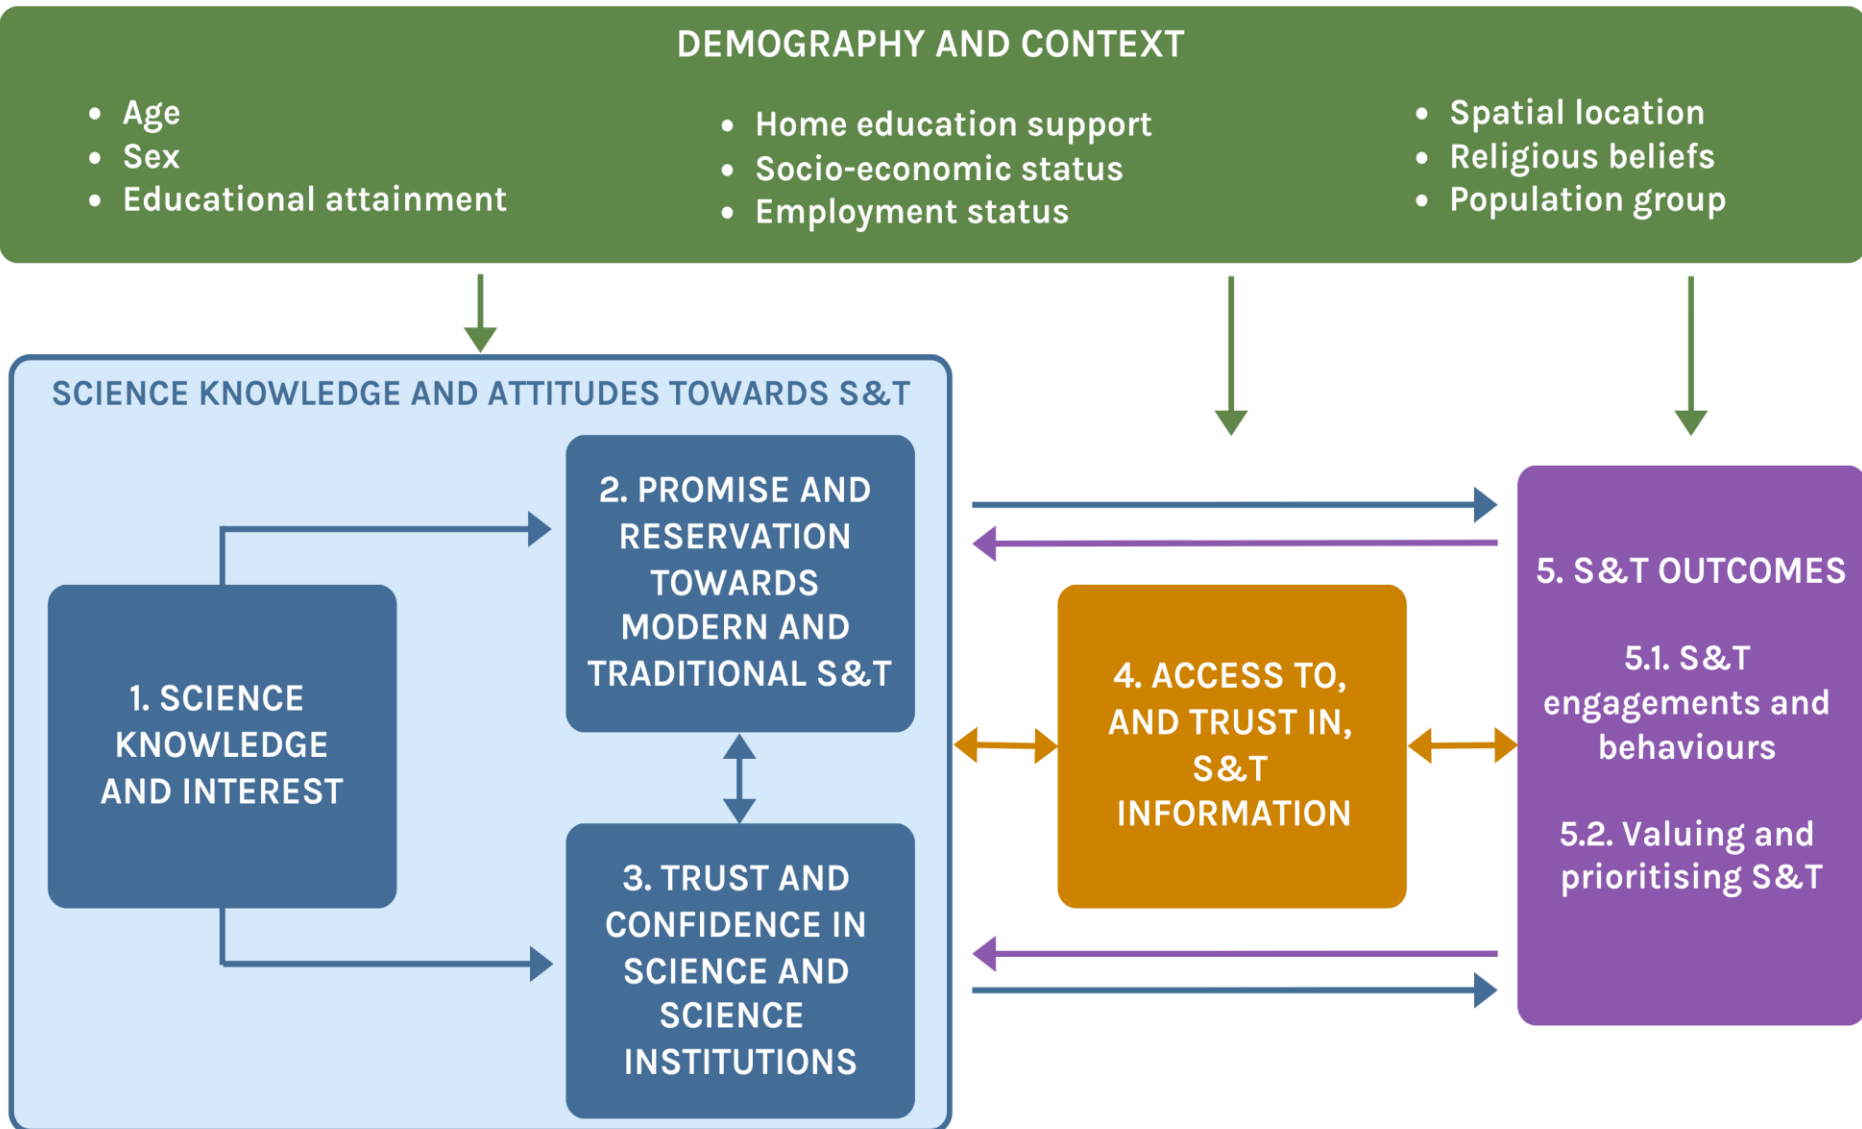 DEMOGRAPHY AND CONTEXT
• Age
• Sex
• Educational attainment
• Home education support
• Socio-economic status
• Employment status
• Spatial location
• Religious beliefs
• Population group
SCIENCE KNOWLEDGE AND ATTITUDES TOWARDS S&T
1. SCIENCE
KNOWLEDGE
AND INTEREST
2. PROMISE AND
RESERVATION
TOWARDS
MODERN AND
TRADITIONAL S&T
3. TRUST AND
CONFIDENCE IN
SCIENCE AND
SCIENCE
INSTITUTIONS
4. ACCESS TO,
AND TRUST IN,
S&T
INFORMATION
5. S&T OUTCOMES
5.1. S&T
engagements and
behaviours
5.2. Valuing and
prioritising S&T